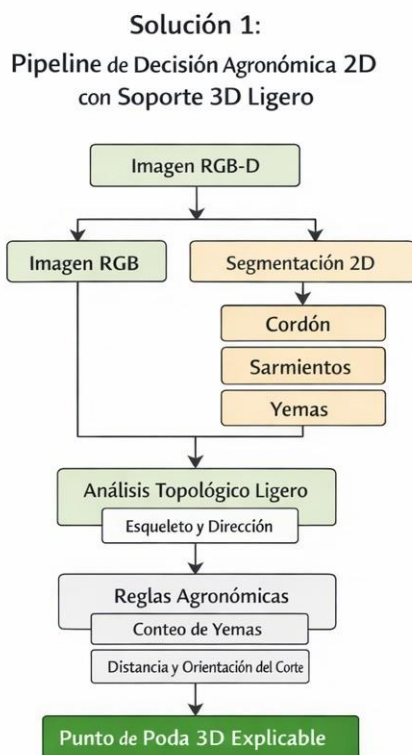 Solución 1:
Pipeline de Decisión Agronómica 2D
con Soporte 3D Ligero
Imagen RGB-D
Imagen RGB
Segmentación 2D
Cordón
Sarmientos
Yemas
Análisis Topológico Ligero
Esqueleto y Dirección
Reglas Agronómicas
Conteo de Yemas
Distancia y Orientación del Corte
Punto de Poda 3D Explicable